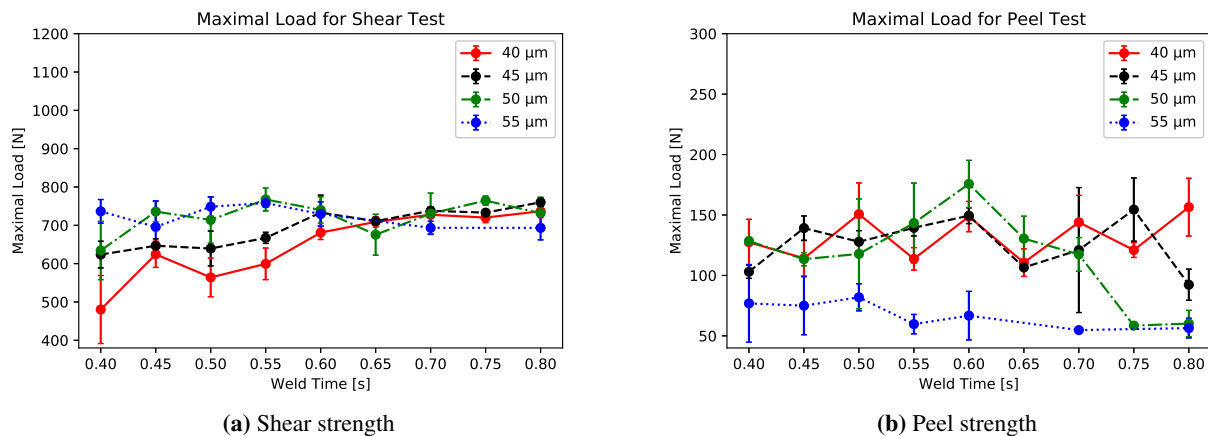 Maximal Load for Shear Test
1200
1100
1000
900
800
700
600
500
400
Maximal Load [N]
40 μm
45 μm
50 μm
55 μm
0.40 0.45 0.50 0.55 0.60 0.65 0.70 0.75 0.80
Weld Time [s]
(a) Shear strength
Maximal Load for Peel Test
300
250
200
150
100
50
Maximal Load [N]
40 μm
45 μm
50 μm
55 μm
0.40 0.45 0.50 0.55 0.60 0.65 0.70 0.75 0.80
Weld Time [s]
(b) Peel strength